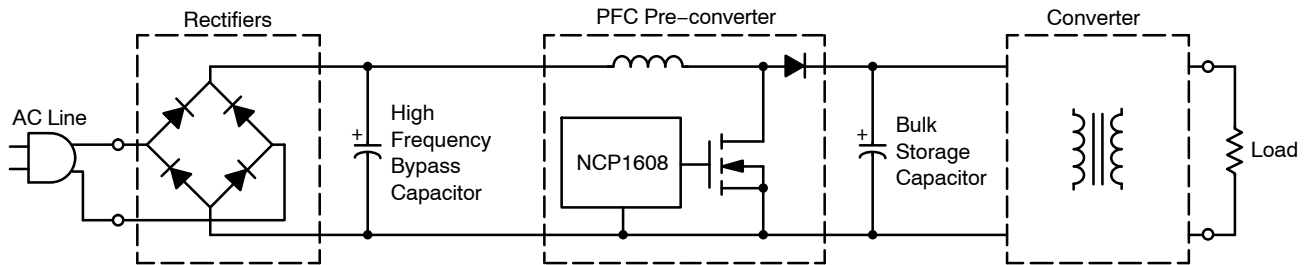 Rectifiers
PFC Pre−converter
Converter
AC Line
+
High
Frequency
Bypass
Capacitor
NCP1608
+
Bulk
Storage
Capacitor
Load